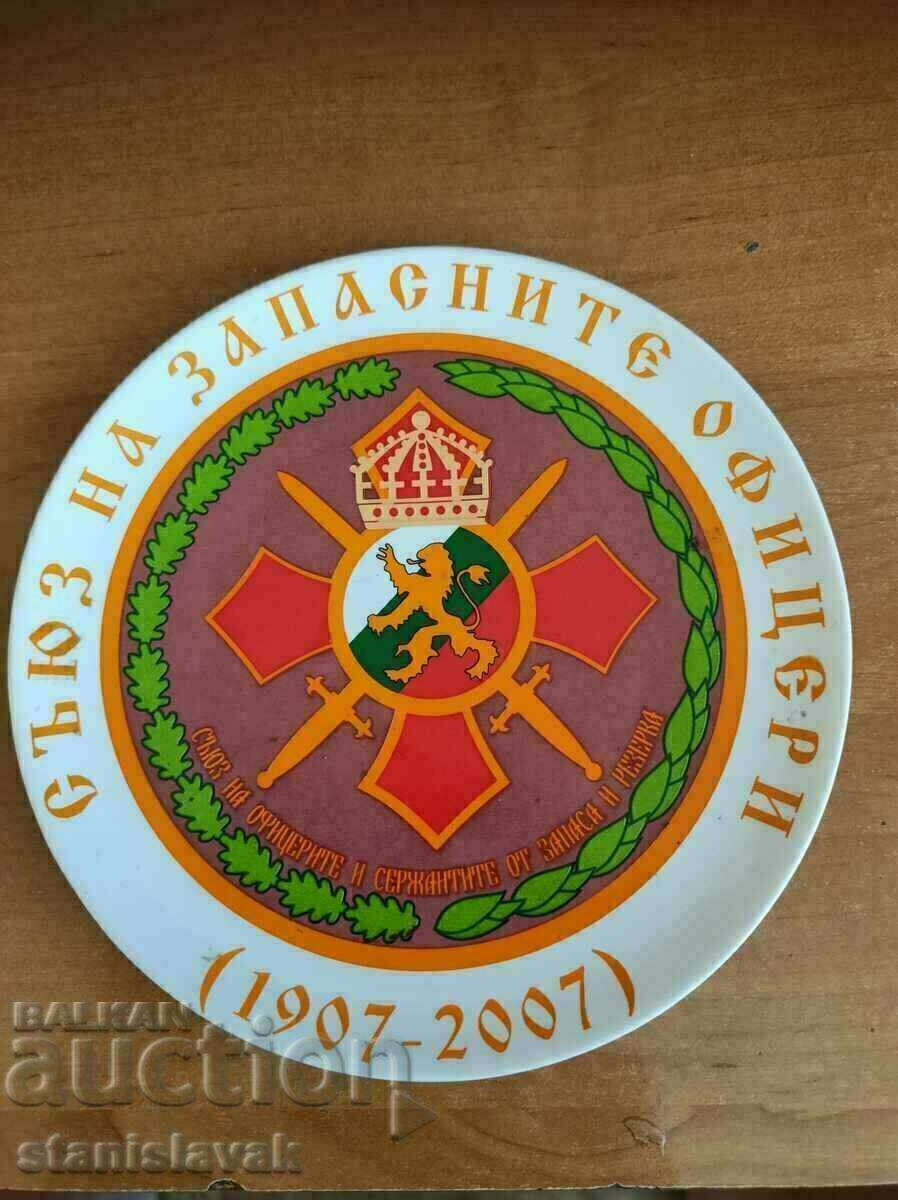 СЪЮЗ НА ЗАПАСНИТЕ ОФИЦЕРИ
СЪЮЗ НА ОФИЦЕРИТЕ И СЕРЖАНТИТЕ ОТ ЗАПАСА И РЕЗЕРВА
(1907-2007)
BALKAN
auction
stanislavak